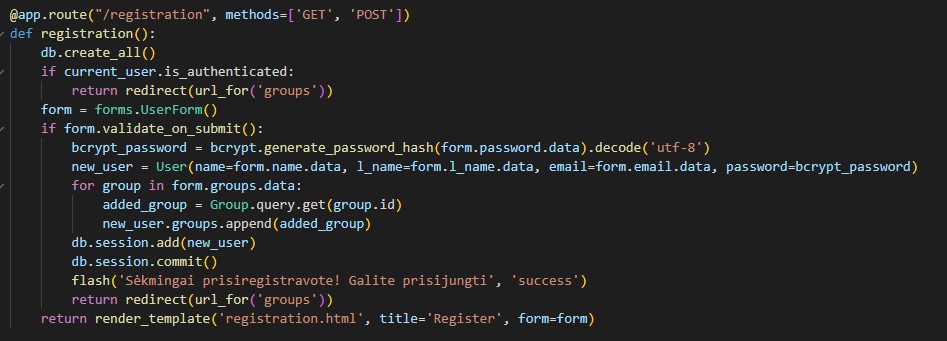 @app.route("/registration", methods=['GET', 'POST'])
def registration():
    db.create_all()
    if current_user.is_authenticated:
        return redirect(url_for('groups'))
    form = forms.UserForm()
    if form.validate_on_submit():
        bcrypt_password = bcrypt.generate_password_hash(form.password.data).decode('utf-8')
        new_user = User(name=form.name.data, l_name=form.l_name.data, email=form.email.data, password=bcrypt_password)
        for group in form.groups.data:
            added_group = Group.query.get(group.id)
            new_user.groups.append(added_group)
        db.session.add(new_user)
        db.session.commit()
        flash('Sėkmingai prisiregistravote! Galite prisijungti', 'success')
        return redirect(url_for('groups'))
    return render_template('registration.html', title='Register', form=form)